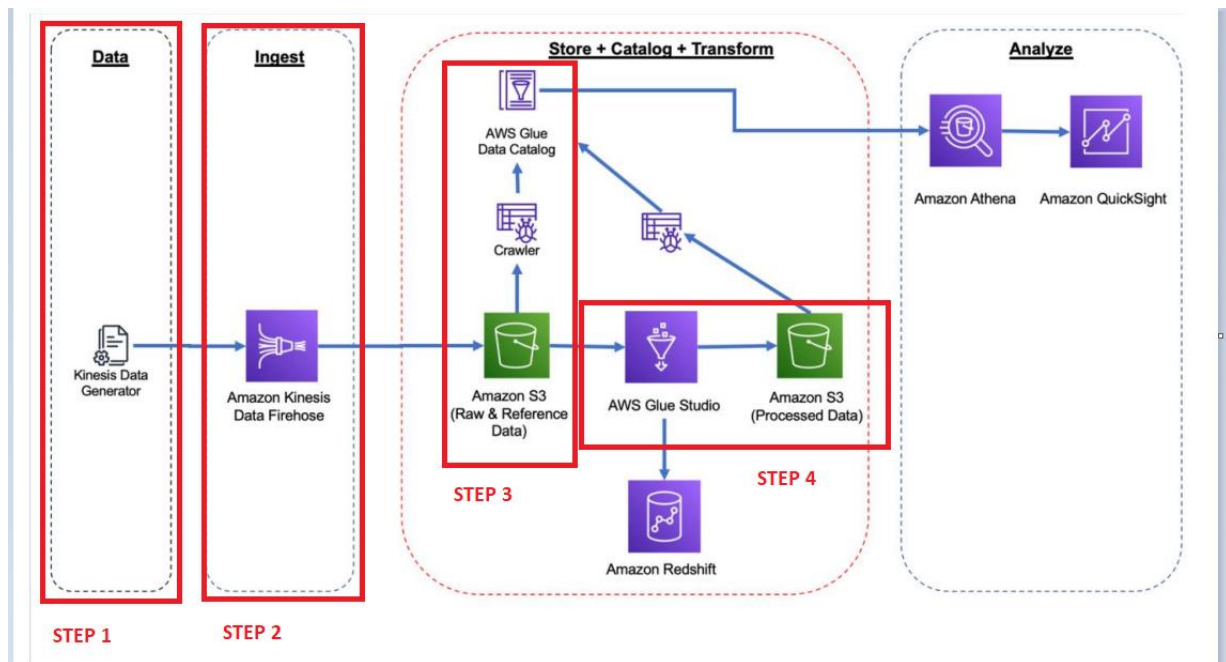 Data
Ingest
Store + Catalog + Transform
Analyze
AWS Glue
Data Catalog
Crawler
Amazon Athena
Amazon QuickSight
Kinesis Data
Generator
Amazon Kinesis
Data Firehose
Amazon S3
(Raw & Reference
Data)
AWS Glue Studio
Amazon S3
(Processed Data)
STEP 3
STEP 4
Amazon Redshift
STEP 1
STEP 2